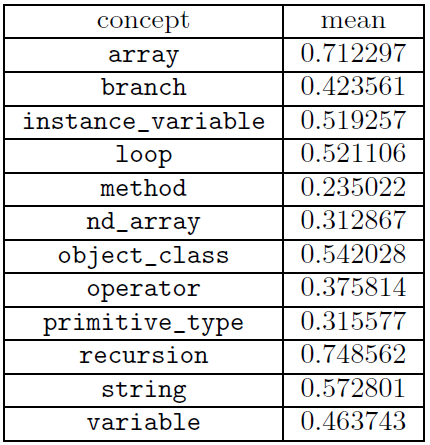 concept mean
array 0.712297
branch 0.423561
instance_variable 0.519257
loop 0.521106
method 0.235022
nd_array 0.312867
object_class 0.542028
operator 0.375814
primitive_type 0.315577
recursion 0.748562
string 0.572801
variable 0.463743